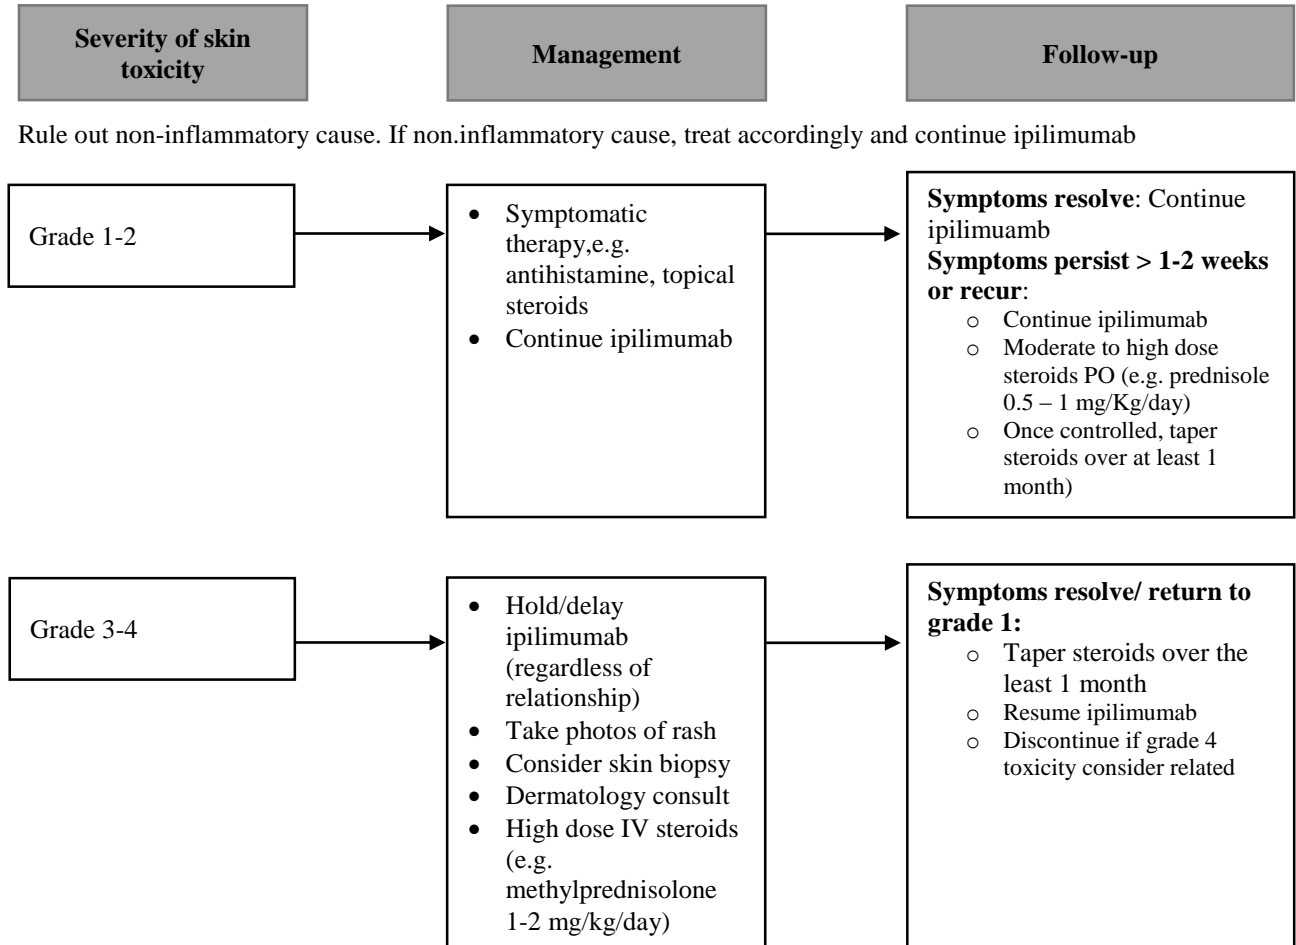 Severity of skin
toxicity
Management
Follow-up
Rule out non-inflammatory cause. If non.inflammatory cause, treat accordingly and continue ipilimumab
Grade 1-2
• Symptomatic
therapy,e.g.
antihistamine, topical
steroids
• Continue ipilimumab
Symptoms resolve: Continue
ipilimuamb
Symptoms persist > 1-2 weeks
or recur:
o Continue ipilimumab
o Moderate to high dose
steroids PO (e.g. prednisole
0.5 – 1 mg/Kg/day)
o Once controlled, taper
steroids over at least 1
month)
Grade 3-4
• Hold/delay
ipilimumab
(regardless of
relationship)
• Take photos of rash
• Consider skin biopsy
• Dermatology consult
• High dose IV steroids
(e.g.
methylprednisolone
1-2 mg/kg/day)
Symptoms resolve/ return to
grade 1:
o Taper steroids over the
least 1 month
o Resume ipilimumab
o Discontinue if grade 4
toxicity consider related